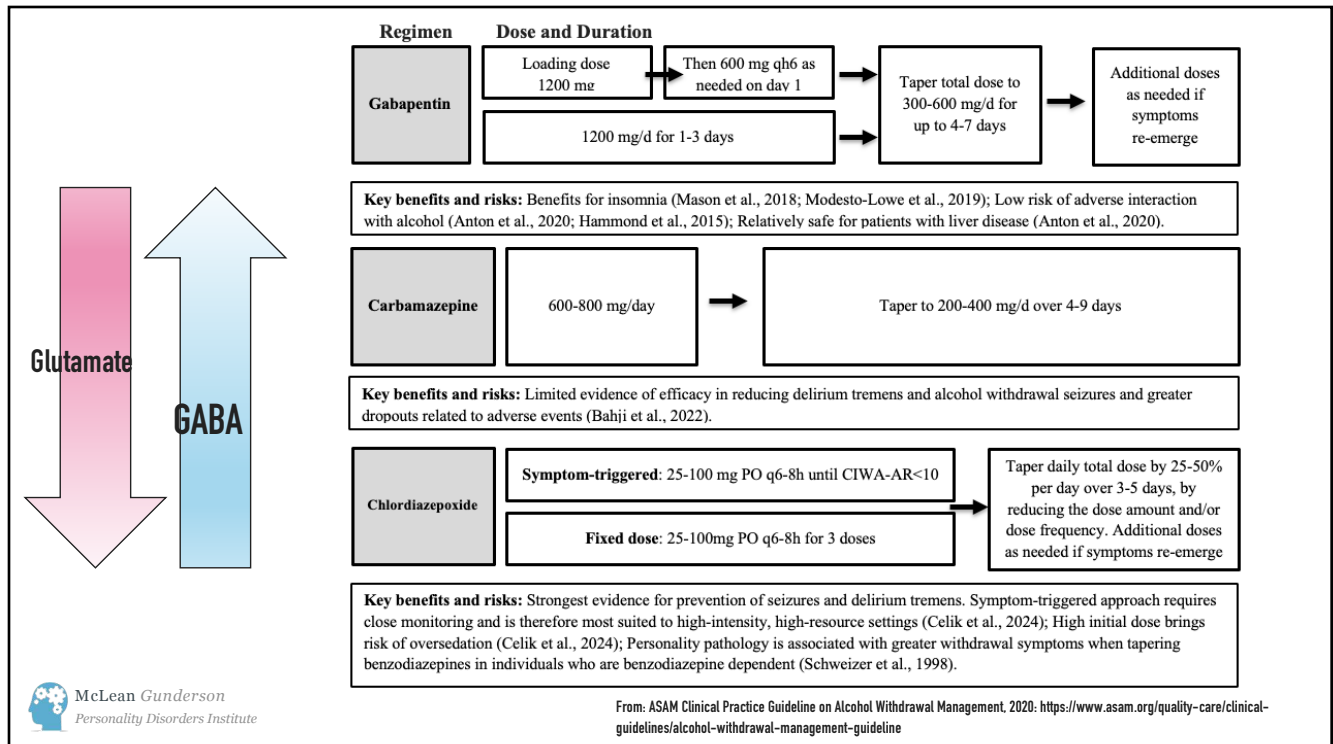 Regimen
Dose and Duration
Gabapentin
Loading dose
1200 mg
Then 600 mg qh6 as
needed on day 1
1200 mg/d for 1-3 days
Taper total dose to
300-600 mg/d for
up to 4-7 days
Additional doses
as needed if
symptoms
re-emerge
Key benefits and risks: Benefits for insomnia (Mason et al., 2018; Modesto-Lowe et al., 2019); Low risk of adverse interaction
with alcohol (Anton et al., 2020; Hammond et al., 2015); Relatively safe for patients with liver disease (Anton et al., 2020).
Carbamazepine
600-800 mg/day
Taper to 200-400 mg/d over 4-9 days
Key benefits and risks: Limited evidence of efficacy in reducing delirium tremens and alcohol withdrawal seizures and greater
dropouts related to adverse events (Bahji et al., 2022).
Chlordiazepoxide
Symptom-triggered: 25-100 mg PO q6-8h until CIWA-AR<10
Fixed dose: 25-100mg PO q6-8h for 3 doses
Taper daily total dose by 25-50%
per day over 3-5 days, by
reducing the dose amount and/or
dose frequency. Additional doses
as needed if symptoms re-emerge
Key benefits and risks: Strongest evidence for prevention of seizures and delirium tremens. Symptom-triggered approach requires
close monitoring and is therefore most suited to high-intensity, high-resource settings (Celik et al., 2024); High initial dose brings
risk of oversedation (Celik et al., 2024); Personality pathology is associated with greater withdrawal symptoms when tapering
benzodiazepines in individuals who are benzodiazepine dependent (Schweizer et al., 1998).
Glutamate
GABA
McLean Gunderson
Personality Disorders Institute
From: ASAM Clinical Practice Guideline on Alcohol Withdrawal Management, 2020: https://www.asam.org/quality-care/clinical-
guidelines/alcohol-withdrawal-management-guideline